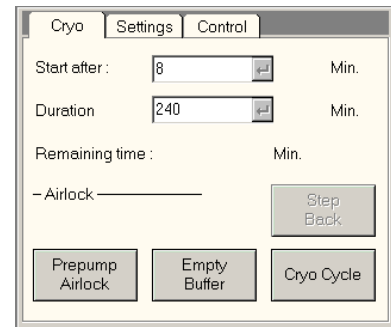 Cryo Settings Control
Start after : 8 Min.
Duration 240 Min.
Remaining time : Min.
Airlock
Step
Back
Prepump
Airlock
Empty
Buffer
Cryo Cycle